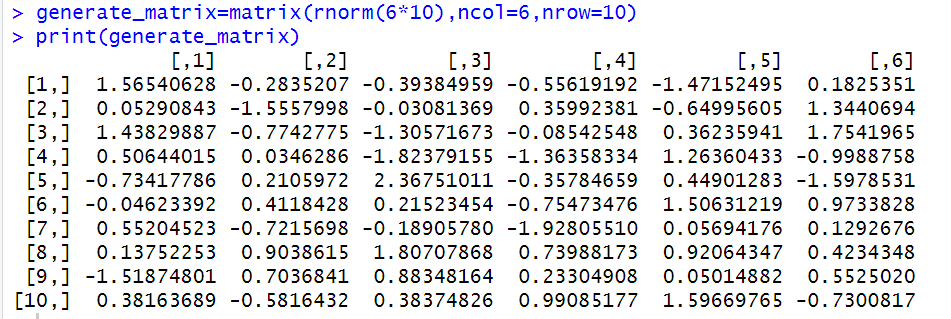 > generate_matrix=matrix(rnorm(6*10),ncol=6,nrow=10)
> print(generate_matrix)
[,1] [,2] [,3] [,4] [,5] [,6]
[1,] 1.56540628 -0.2835207 -0.39384959 -0.55619192 -1.47152495 0.1825351
[2,] 0.05290843 -1.5557998 -0.03081369 0.35992381 -0.64995605 1.3440694
[3,] 1.43829887 -0.7742775 -1.30571673 -0.08542548 0.36235941 1.7541965
[4,] 0.50644015 0.0346286 -1.82379155 -1.36358334 1.26360433 -0.9988758
[5,] -0.73417786 0.2105972 2.36751011 -0.35784659 0.44901283 -1.5978531
[6,] -0.04623392 0.4118428 0.21523454 -0.75473476 1.50631219 0.9733828
[7,] 0.55204523 -0.7215698 -0.18905780 -1.92805510 0.05694176 0.1292676
[8,] 0.13752253 0.9038615 1.80707868 0.73988173 0.92064347 0.4234348
[9,] -1.51874801 0.7036841 0.88348164 0.23304908 0.05014882 0.5525020
[10,] 0.38163689 -0.5816432 0.38374826 0.99085177 1.59669765 -0.7300817